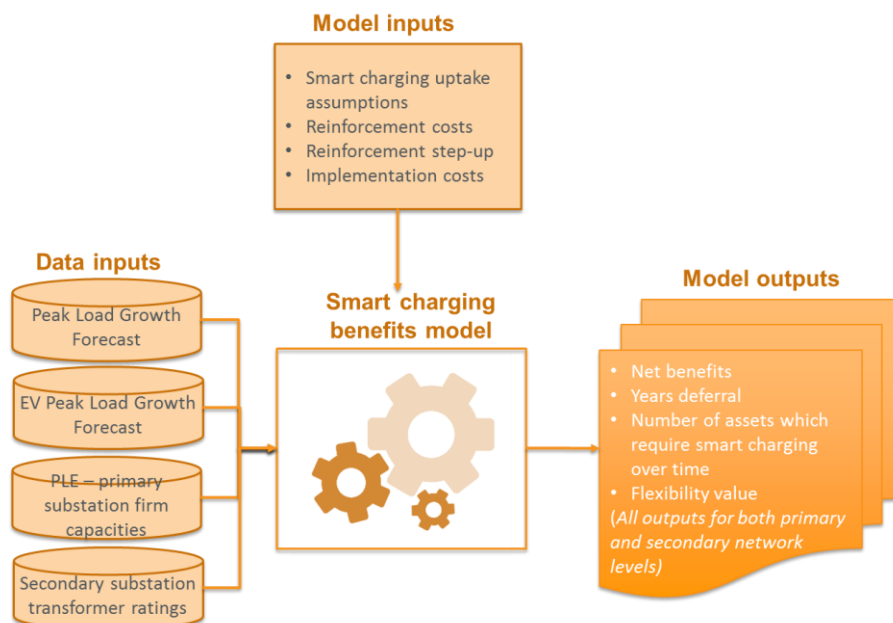 Model inputs
• Smart charging uptake
assumptions
• Reinforcement costs
• Reinforcement step-up
• Implementation costs
Data inputs
Peak Load Growth
Forecast
EV Peak Load Growth
Forecast
PLE – primary
substation firm
capacities
Secondary substation
transformer ratings
Smart charging
benefits model
Model outputs
• Net benefits
• Years deferral
• Number of assets which
require smart charging
over time
• Flexibility value
(All outputs for both primary
and secondary network
levels)